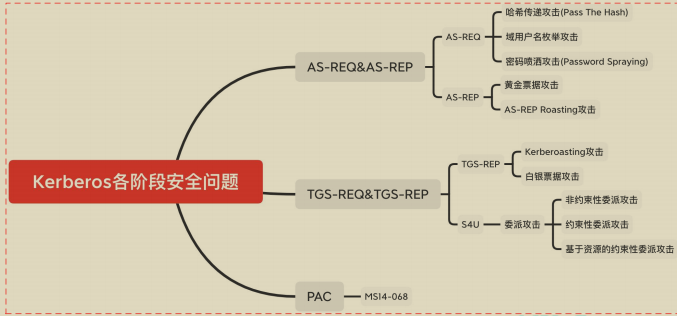 Kerberos各阶段安全问题
AS-REQ&AS-REP
AS-REQ
哈希传递攻击(Pass The Hash)
域用户名枚举攻击
密码喷洒攻击(Password Spraying)
AS-REP
黄金票据攻击
AS-REP Roasting攻击
TGS-REQ&TGS-REP
TGS-REP
Kerberoasting攻击
白银票据攻击
S4U
委派攻击
非约束性委派攻击
约束性委派攻击
基于资源的约束性委派攻击
PAC
MS14-068